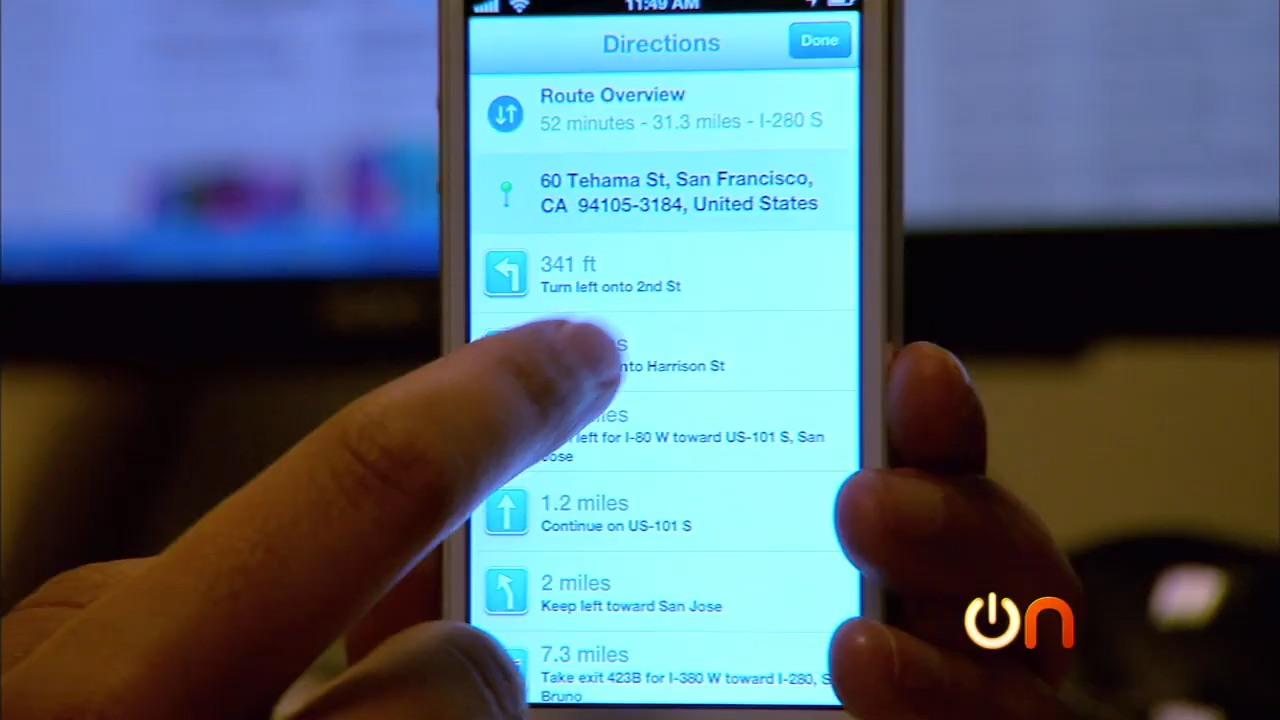 11:49 AM
Directions
Done
Route Overview
52 minutes - 31.3 miles - I-280 S
60 Tehama St, San Francisco,
CA 94105-3184, United States
341 ft
Turn left onto 2nd St
Harrison St
left for I-80 W toward US-101 S, San
1.2 miles
Continue on US-101 S
2 miles
Keep left toward San Jose
7.3 miles
Take exit 423B for I-380 W toward I-280, S
Bruno
on